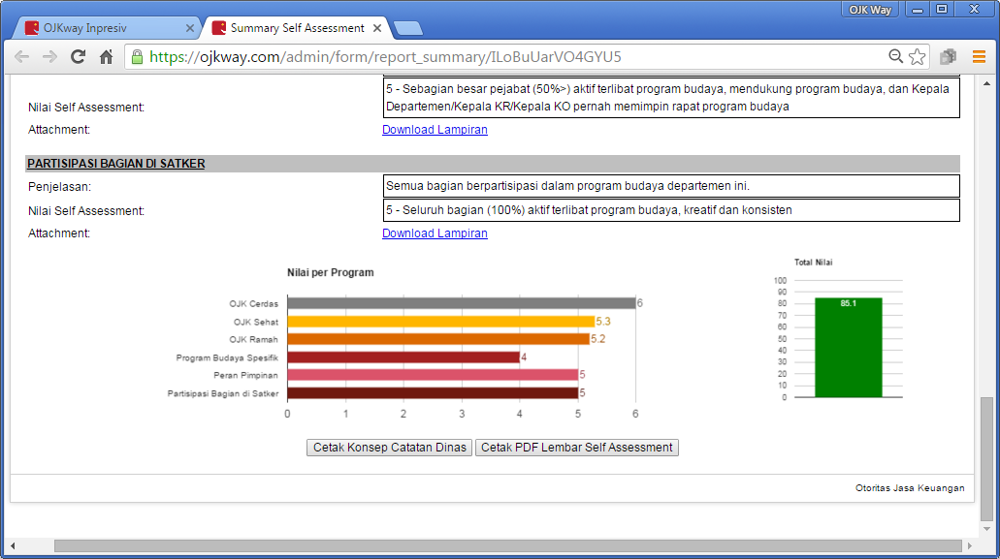 OJK Way
OJKway Inpresiv
Summary Self Assessment
https://ojkway.com/admin/form/report_summary/ILoBuUarVO4GYU5
Nilai Self Assessment:
5 - Sebagian besar pejabat (50%>) aktif terlibat program budaya, mendukung program budaya, dan Kepala
Departemen/Kepala KR/Kepala KO pernah memimpin rapat program budaya
Attachment:
Download Lampiran
PARTISIPASI BAGIAN DI SATKER
Penjelasan:
Semua bagian berpartisipasi dalam program budaya departemen ini.
Nilai Self Assessment:
5 - Seluruh bagian (100%) aktif terlibat program budaya, kreatif dan konsisten
Attachment:
Download Lampiran
Nilai per Program
OJK Cerdas 6
OJK Sehat 5.3
OJK Ramah 5.2
Program Budaya Spesifik 4
Peran Pimpinan 5
Partisipasi Bagian di Satker 5
0 1 2 3 4 5 6
Total Nilai
100
90
80
70
60
50
40
30
20
10
0
85.1
Cetak Konsep Catatan Dinas
Cetak PDF Lembar Self Assessment
Otoritas Jasa Keuangan